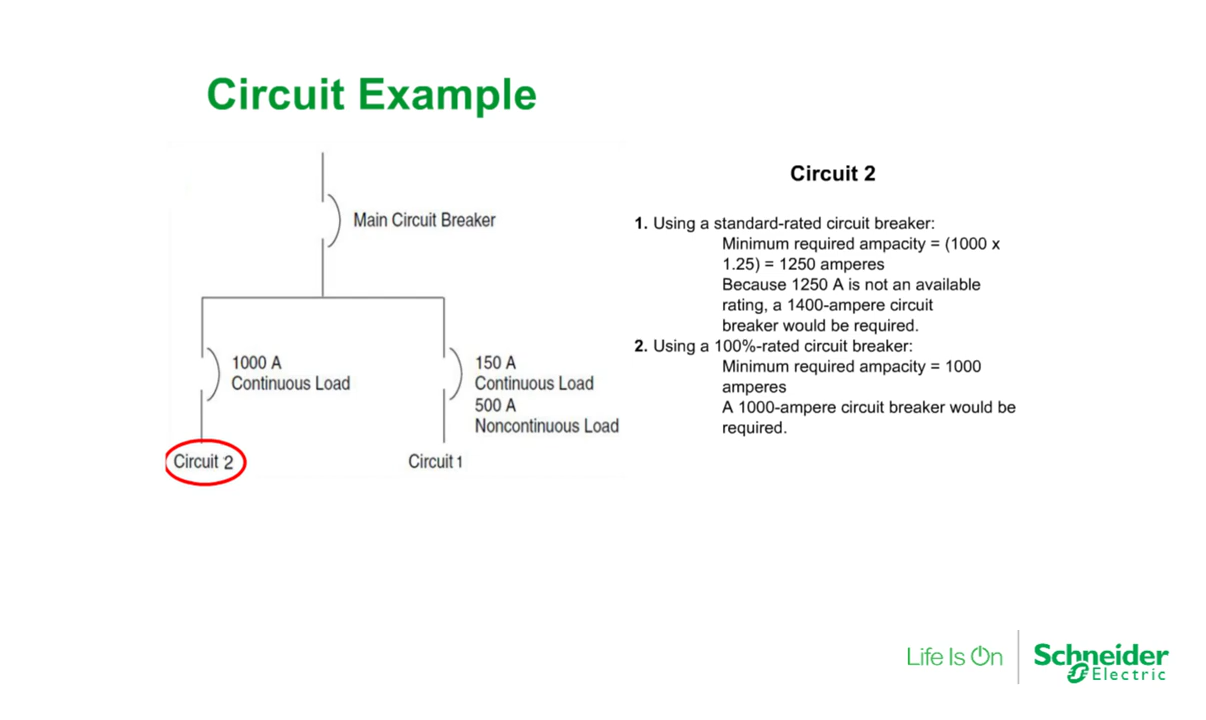 Circuit Example
Main Circuit Breaker
1000 A
Continuous Load
150 A
Continuous Load
500 A
Noncontinuous Load
Circuit 2
Circuit 1
Circuit 2
1. Using a standard-rated circuit breaker:
Minimum required ampacity = (1000 x
1.25) = 1250 amperes
Because 1250 A is not an available
rating, a 1400-ampere circuit
breaker would be required.
2. Using a 100%-rated circuit breaker:
Minimum required ampacity = 1000
amperes
A 1000-ampere circuit breaker would be
required.
Life Is On
Schneider
Electric